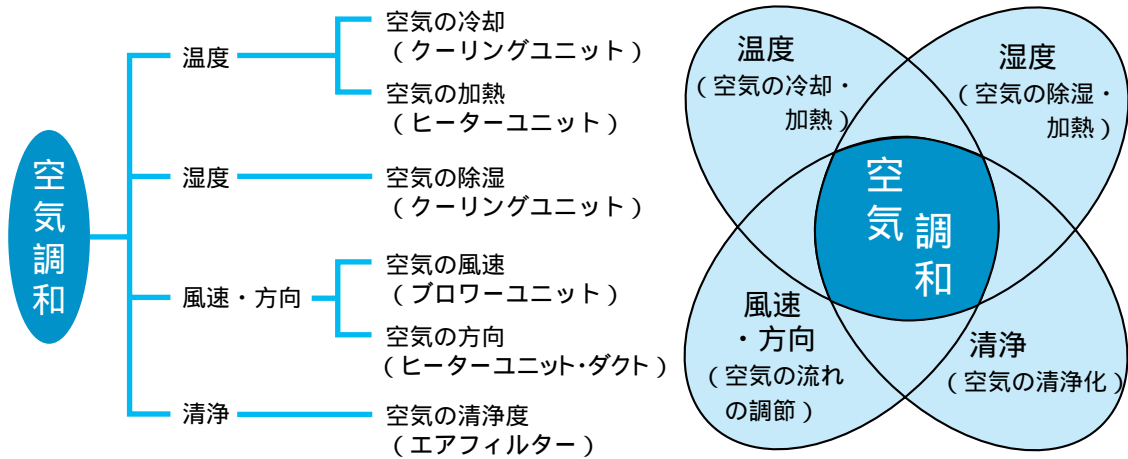 空気調和
温度
空気の冷却
（クーリングユニット）
空気の加熱
（ヒーターユニット）
湿度
空気の除湿
（クーリングユニット）
風速・方向
空気の風速
（ブロワーユニット）
空気の方向
（ヒーターユニット・ダクト）
清浄
空気の清浄度
（エアフィルター）
温度
（空気の冷却・
加熱）
湿度
（空気の除湿・
加熱）
空気
調和
風速
・方向
（空気の流れ
の調節）
清浄
（空気の清浄化）